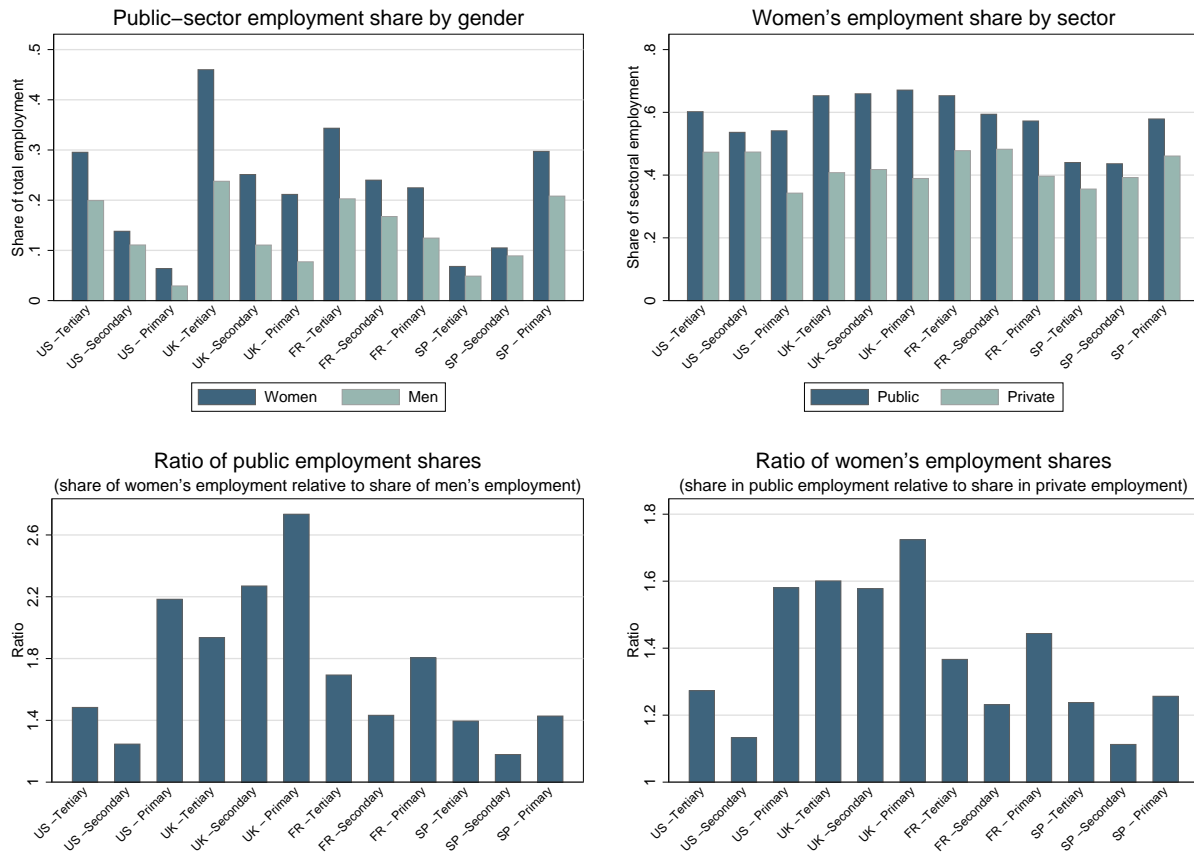 Public−sector employment share by gender
Share of total employment
0
.1
.2
.3
.4
.5
US −Tertiary
US −Secondary
US − Primary
UK −Tertiary
UK −Secondary
UK − Primary
FR −Tertiary
FR −Secondary
FR − Primary
SP −Tertiary
SP −Secondary
SP − Primary
Women
Men
Women's employment share by sector
Share of sectoral employment
0
.2
.4
.6
.8
US −Tertiary
US −Secondary
US − Primary
UK −Tertiary
UK −Secondary
UK − Primary
FR −Tertiary
FR −Secondary
FR − Primary
SP −Tertiary
SP −Secondary
SP − Primary
Public
Private
Ratio of public employment shares
(share of women's employment relative to share of men's employment)
Ratio
1
1.4
1.8
2.2
2.6
US −Tertiary
US −Secondary
US − Primary
UK −Tertiary
UK −Secondary
UK − Primary
FR −Tertiary
FR −Secondary
FR − Primary
SP −Tertiary
SP −Secondary
SP − Primary
Ratio of women's employment shares
(share in public employment relative to share in private employment)
Ratio
1
1.2
1.4
1.6
1.8
US −Tertiary
US −Secondary
US − Primary
UK −Tertiary
UK −Secondary
UK − Primary
FR −Tertiary
FR −Secondary
FR − Primary
SP −Tertiary
SP −Secondary
SP − Primary